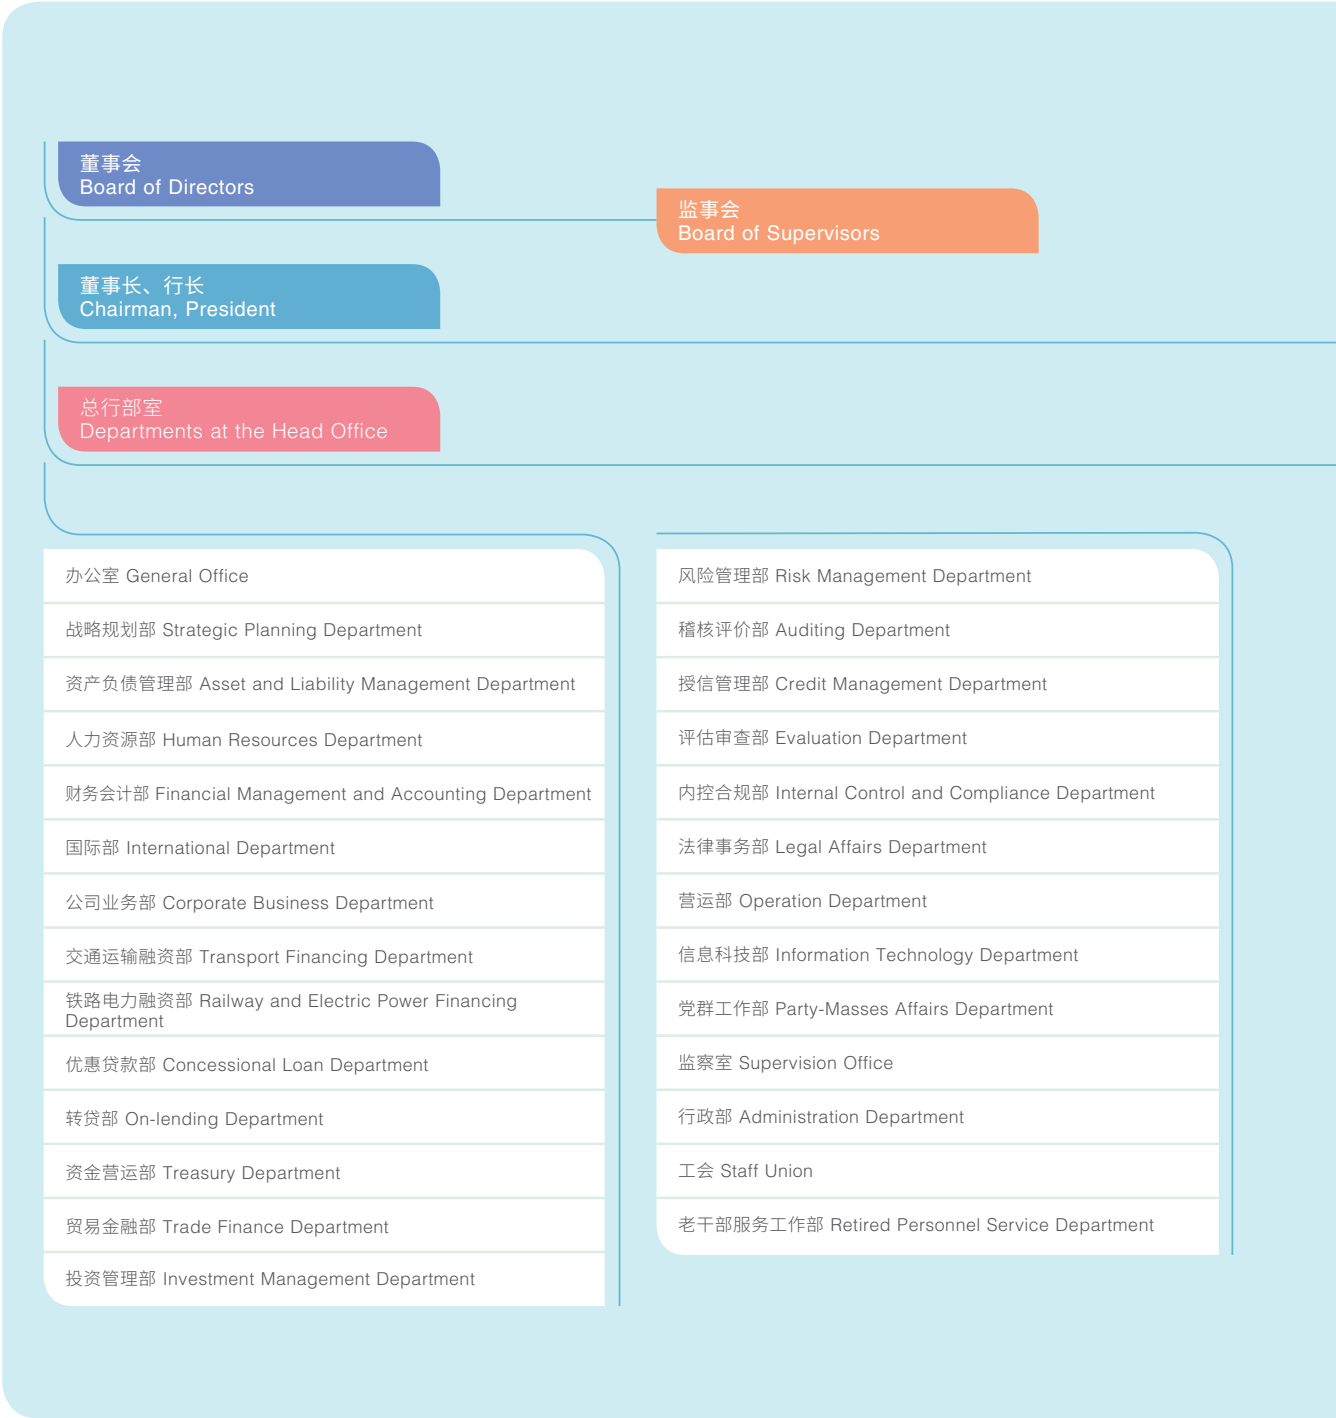 董事会
Board of Directors
监事会
Board of Supervisors
董事长、行长
Chairman, President
总行部室
Departments at the Head Office
办公室 General Office
战略规划部 Strategic Planning Department
资产负债管理部 Asset and Liability Management Department
人力资源部 Human Resources Department
财务会计部 Financial Management and Accounting Department
国际部 International Department
公司业务部 Corporate Business Department
交通运输融资部 Transport Financing Department
铁路电力融资部 Railway and Electric Power Financing
Department
优惠贷款部 Concessional Loan Department
转贷部 On-lending Department
资金营运部 Treasury Department
贸易金融部 Trade Finance Department
投资管理部 Investment Management Department
风险管理部 Risk Management Department
稽核评价部 Auditing Department
授信管理部 Credit Management Department
评估审查部 Evaluation Department
内控合规部 Internal Control and Compliance Department
法律事务部 Legal Affairs Department
营运部 Operation Department
信息科技部 Information Technology Department
党群工作部 Party-Masses Affairs Department
监察室 Supervision Office
行政部 Administration Department
工会 Staff Union
老干部服务工作部 Retired Personnel Service Department